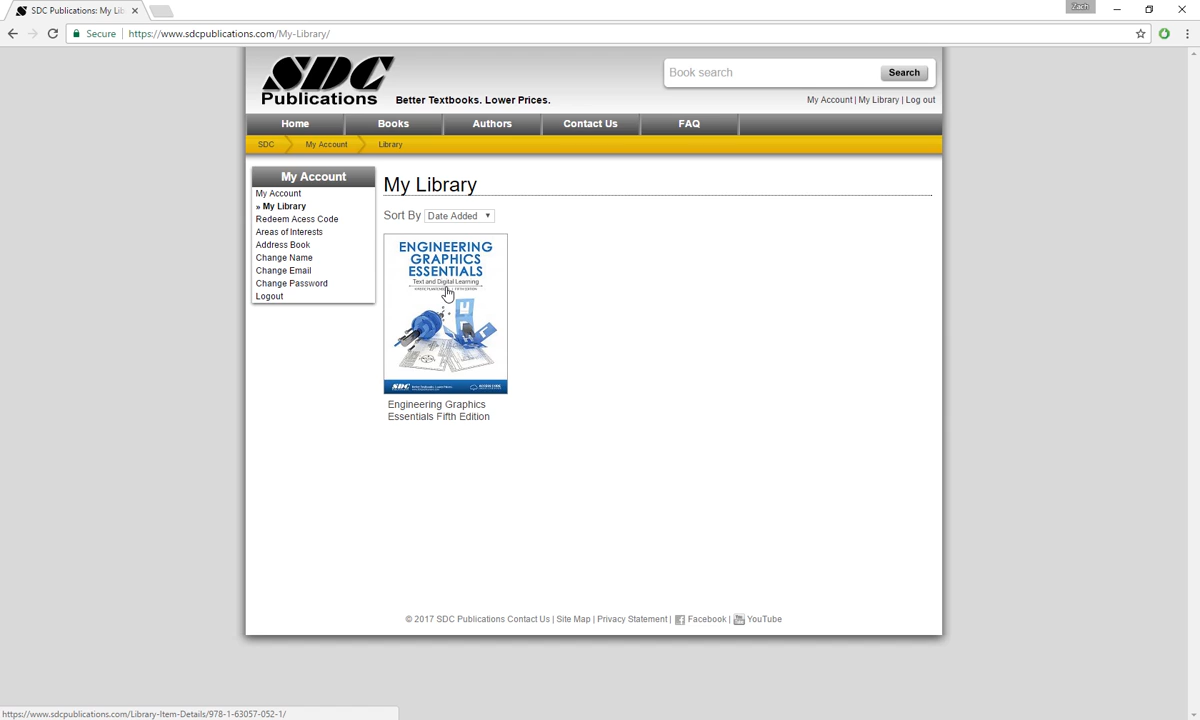 SDC Publications: My Lib
Zach
Secure
https://www.sdcpublications.com/My-Library/
SDC
Publications
Better Textbooks. Lower Prices.
Book search
Search
My Account | My Library | Log out
Home
Books
Authors
Contact Us
FAQ
SDC
My Account
Library
My Account
My Account
» My Library
Redeem Acess Code
Areas of Interests
Address Book
Change Name
Change Email
Change Password
Logout
My Library
Sort By
Date Added
ENGINEERING
GRAPHICS
ESSENTIALS
Text and Digital Learning
SDC
Engineering Graphics
Essentials Fifth Edition
© 2017 SDC Publications Contact Us | Site Map | Privacy Statement | Facebook | YouTube
https://www.sdcpublications.com/Library-Item-Details/978-1-63057-052-1/